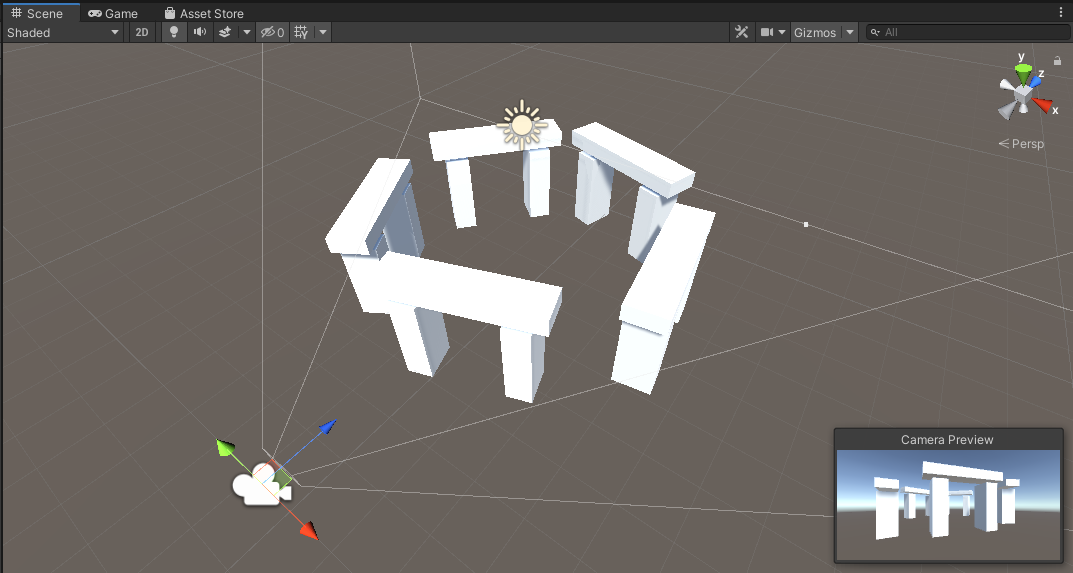 Scene Game Asset Store
Shaded 2D 0 Gizmos All
y
z
x
Persp
Camera Preview